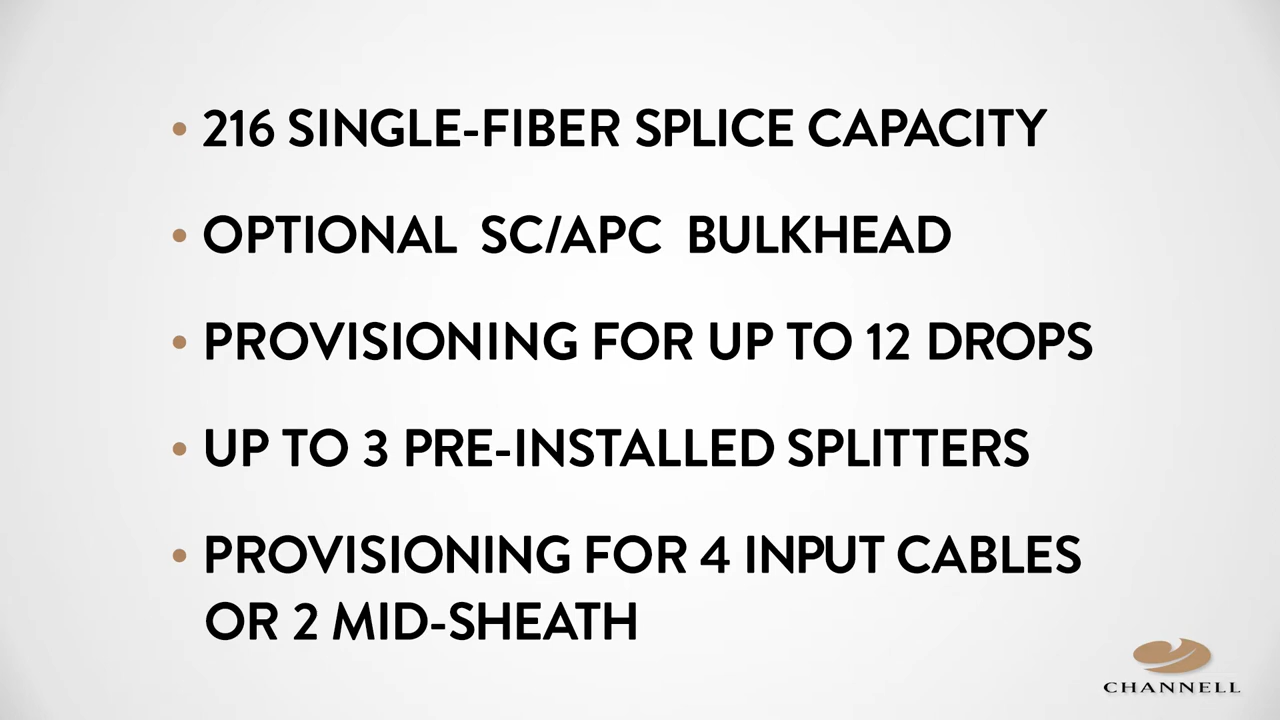 • 216 SINGLE-FIBER SPLICE CAPACITY
• OPTIONAL SC/APC BULKHEAD
• PROVISIONING FOR UP TO 12 DROPS
• UP TO 3 PRE-INSTALLED SPLITTERS
• PROVISIONING FOR 4 INPUT CABLES
OR 2 MID-SHEATH
CHANNELL